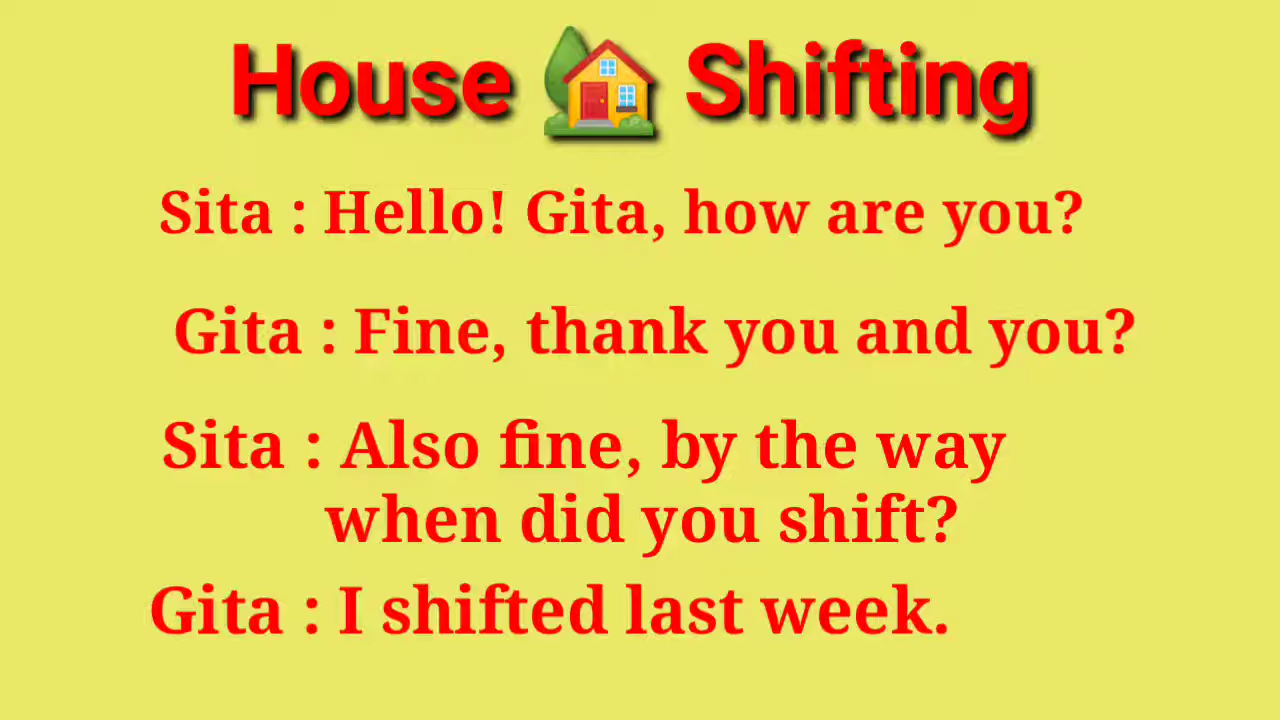 House 🏡 Shifting
Sita : Hello! Gita, how are you?
Gita : Fine, thank you and you?
Sita : Also fine, by the way
when did you shift?
Gita : I shifted last week.